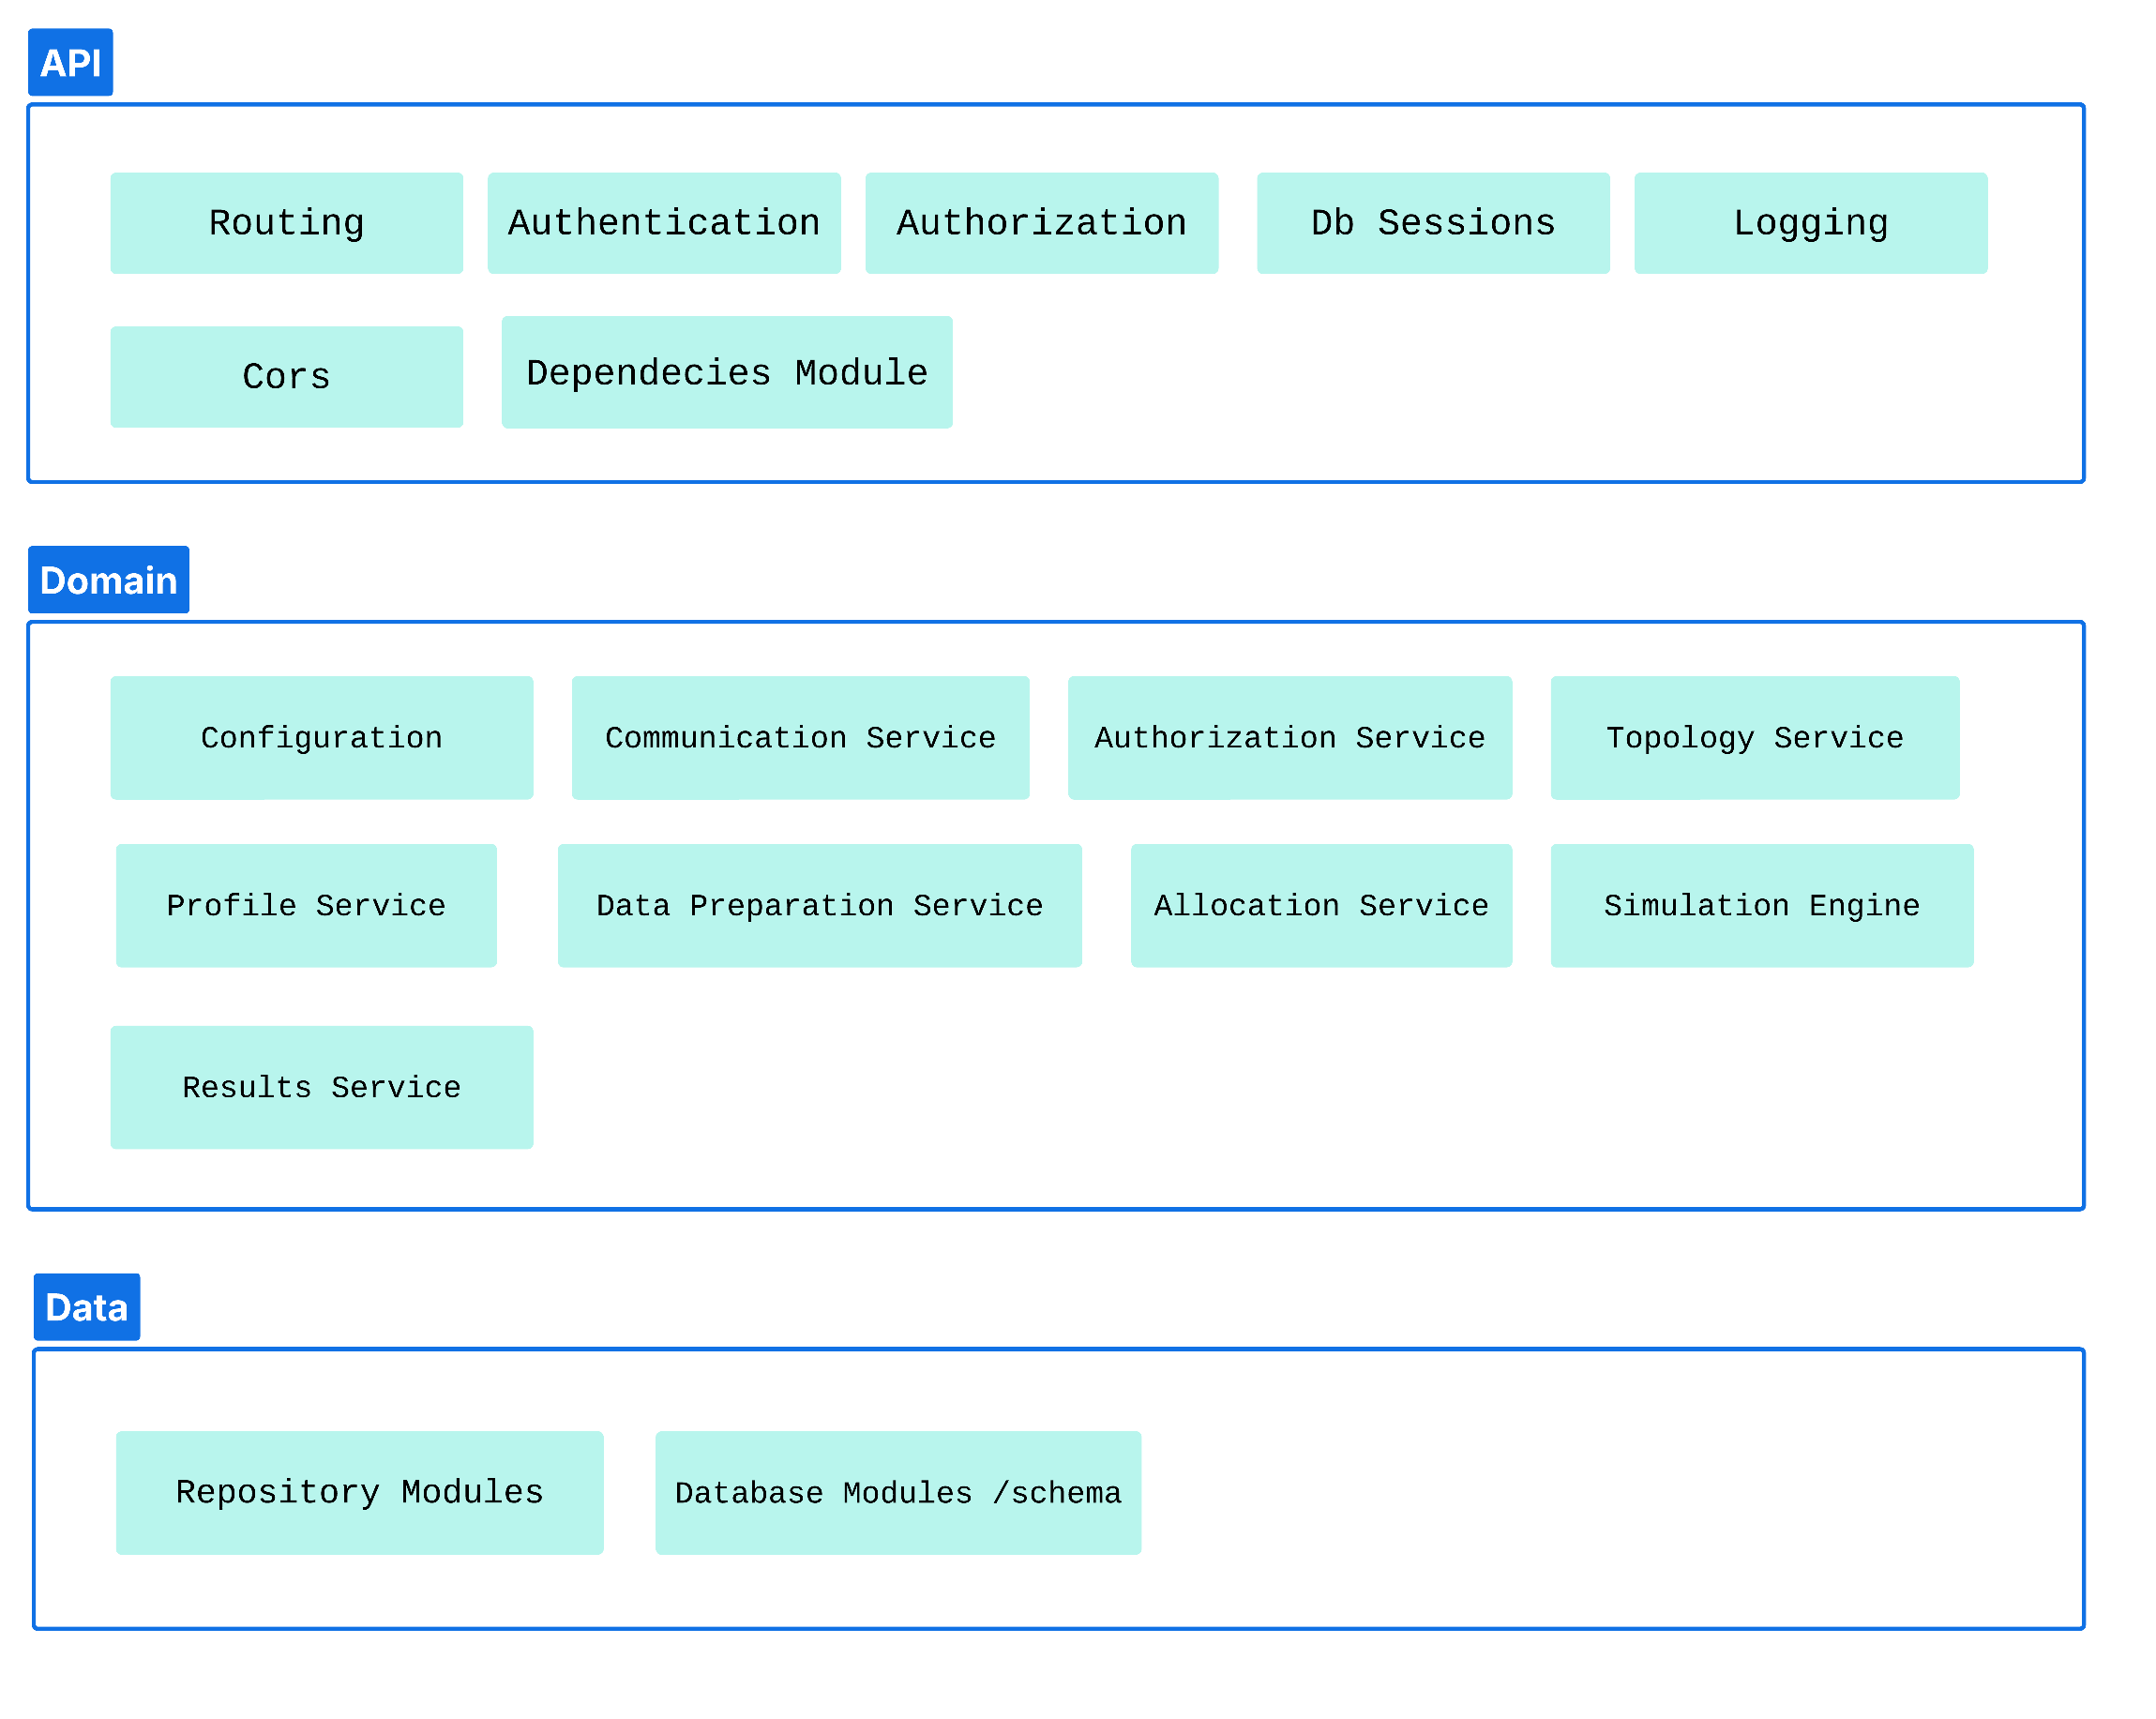 API
Routing
Authentication
Authorization
Db Sessions
Logging
Cors
Dependecies Module
Domain
Configuration
Communication Service
Authorization Service
Topology Service
Profile Service
Data Preparation Service
Allocation Service
Simulation Engine
Results Service
Data
Repository Modules
Database Modules /schema